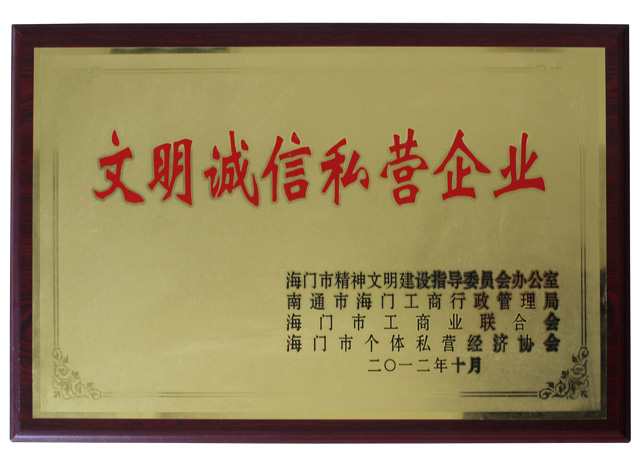 文明诚信私营企业
海门市精神文明建设指导委员会办公室
南通市海门工商行政管理局
海门市工商业联合会
海门市个体私营经济协会
二〇一二年十月